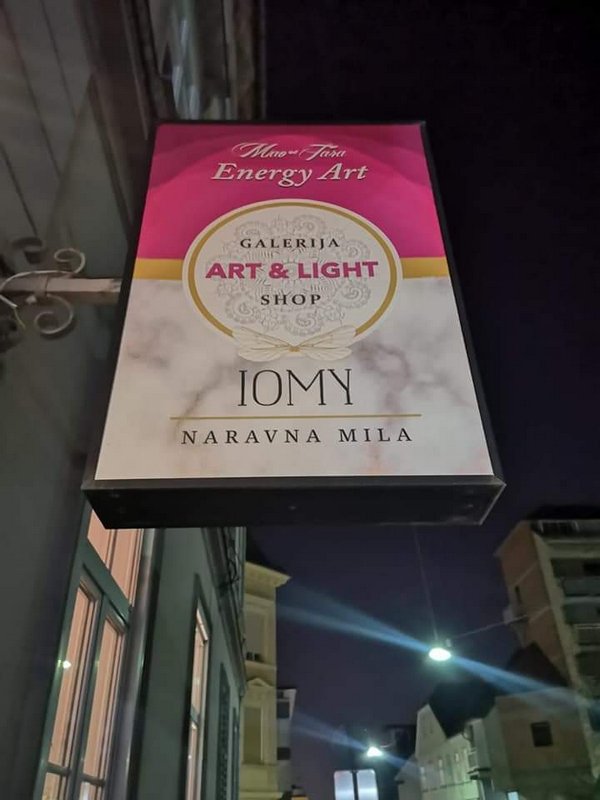 Mao Tara
Energy Art
GALERIJA
ART & LIGHT
SHOP
IOMY
NARAVNA MILA